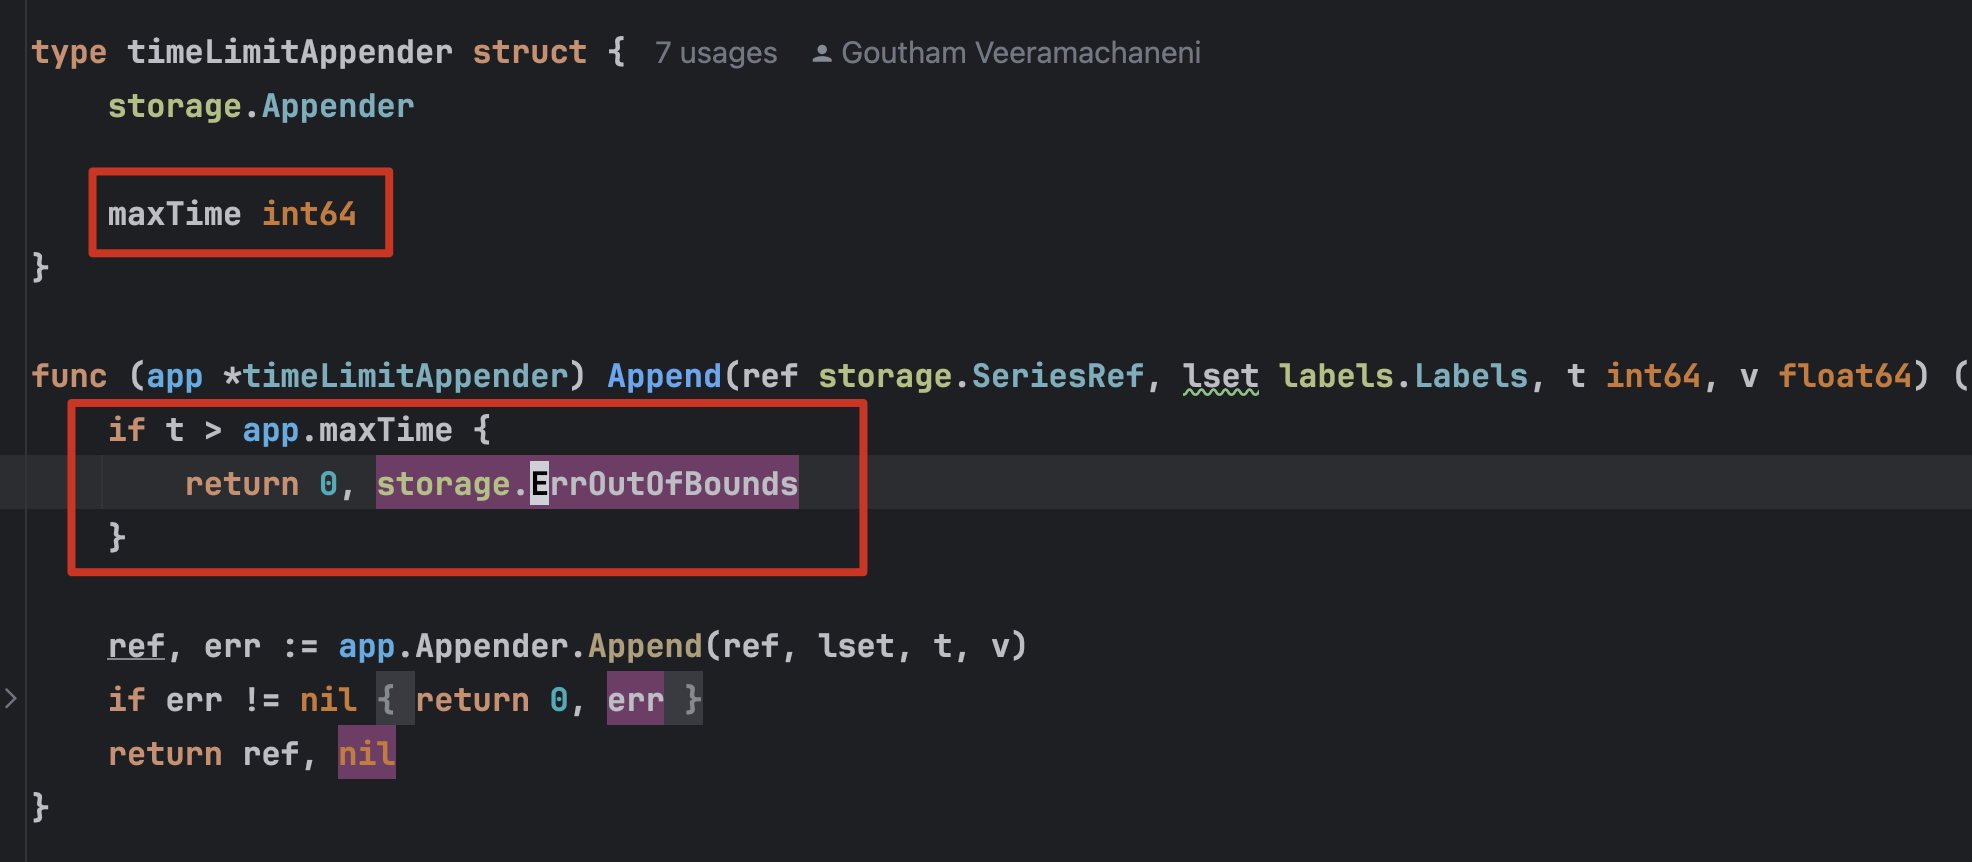 type timeLimitAppender struct { 7 usages Goutham Veeramachaneni
storage.Appender
maxTime int64
}
func (app *timeLimitAppender) Append(ref storage.SeriesRef, lset labels.Labels, t int64, v float64) (
if t > app.maxTime {
return 0, storage.ErrOutOfBounds
}
ref, err := app.Appender.Append(ref, lset, t, v)
if err != nil { return 0, err }
return ref, nil
}